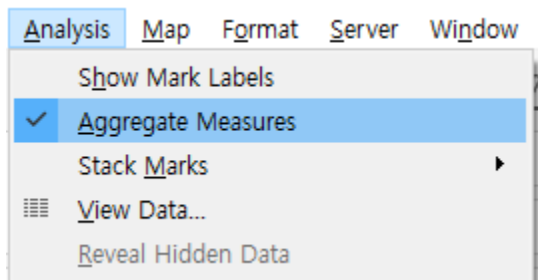 Analysis Map Format Server Window
Show Mark Labels
Aggregate Measures
Stack Marks
View Data...
Reveal Hidden Data